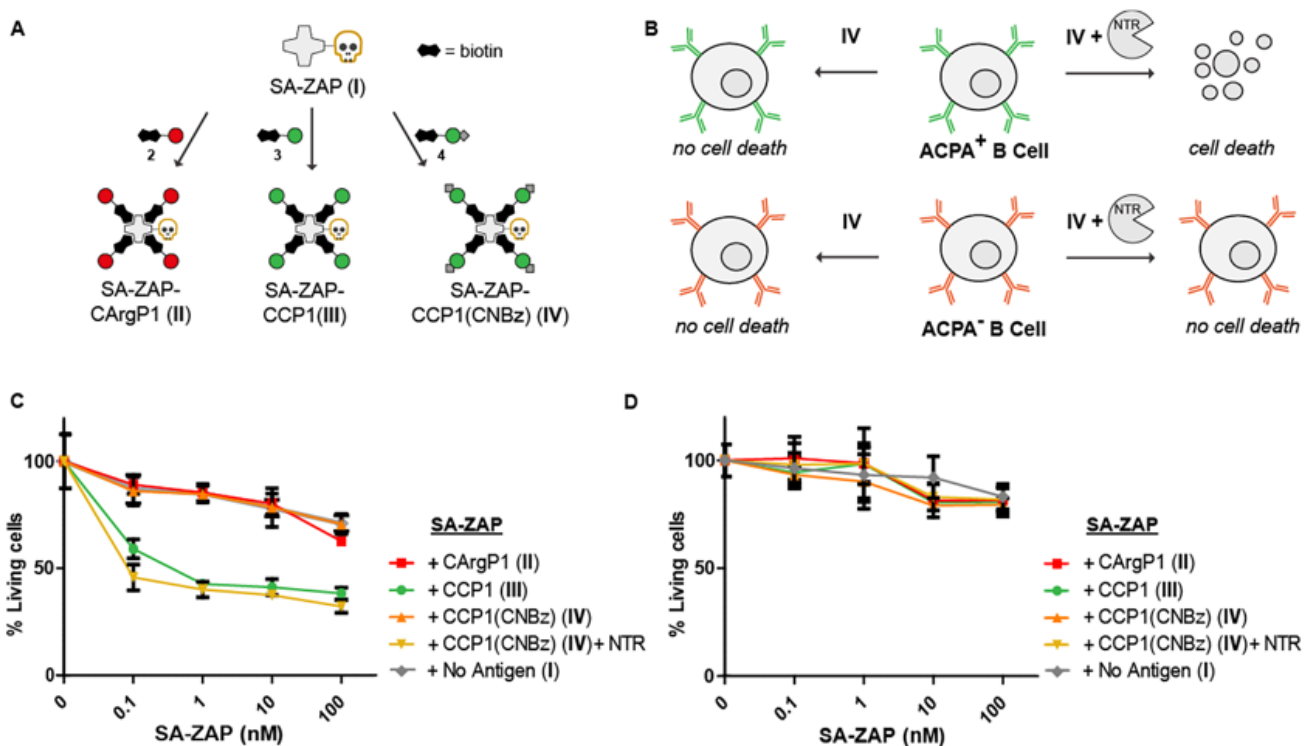 A
SA-ZAP (I)
= biotin
2
3
4
SA-ZAP-
CArgP1 (II)
SA-ZAP-
CCP1(III)
SA-ZAP-
CCP1(CNBz) (IV)
B
IV
IV +
NTR
no cell death
ACPA+ B Cell
cell death
IV
IV +
NTR
no cell death
ACPA- B Cell
no cell death
C
% Living cells
100
50
0
0
0.1
1
10
100
SA-ZAP (nM)
SA-ZAP
+ CArgP1 (II)
+ CCP1 (III)
+ CCP1(CNBz) (IV)
+ CCP1(CNBz) (IV)+ NTR
+ No Antigen (I)
D
% Living cells
100
50
0
0
0.1
1
10
100
SA-ZAP (nM)
SA-ZAP
+ CArgP1 (II)
+ CCP1 (III)
+ CCP1(CNBz) (IV)
+ CCP1(CNBz) (IV)+ NTR
+ No Antigen (I)